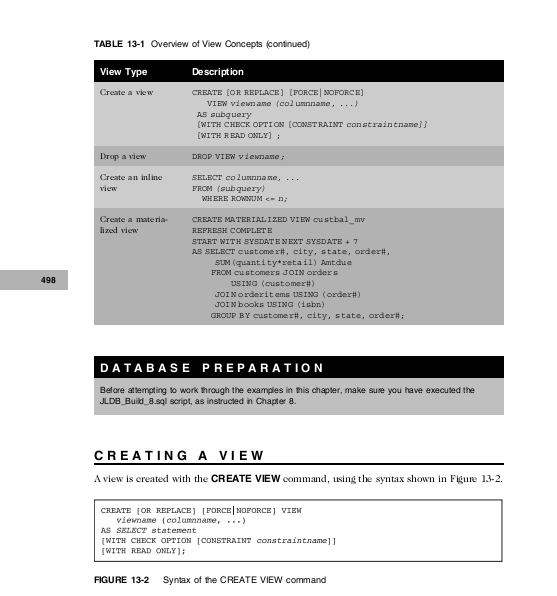 TABLE 13-1 Overview of View Concepts (continued)
View Type Description
Create a view CREATE [OR REPLACE] [FORCE|NOFORCE]
VIEW viewname (columnname, ...)
AS subquery
[WITH CHECK OPTION [CONSTRAINT constraintname]]
[WITH READ ONLY] ;
Drop a view DROP VIEW viewname;
Create an inline SELECT columnname, ...
view FROM (subquery)
WHERE ROWNUM <= n;
Create a materia- CREATE MATERIALIZED VIEW custbal_mv
lized view REFRESH COMPLETE
START WITH SYSDATE NEXT SYSDATE + 7
AS SELECT customer#, city, state, order#,
SUM(quantity*retail) Amtdue
FROM customers JOIN orders
USING (customer#)
JOIN orderitems USING (order#)
JOIN books USING (isbn)
GROUP BY customer#, city, state, order#;
498
DATABASE PREPARATION
Before attempting to work through the examples in this chapter, make sure you have executed the
JLDB_Build_8.sql script, as instructed in Chapter 8.
CREATING A VIEW
A view is created with the CREATE VIEW command, using the syntax shown in Figure 13-2.
CREATE [OR REPLACE] [FORCE|NOFORCE] VIEW
viewname (columnname, ...)
AS SELECT statement
[WITH CHECK OPTION [CONSTRAINT constraintname]]
[WITH READ ONLY];
FIGURE 13-2 Syntax of the CREATE VIEW command